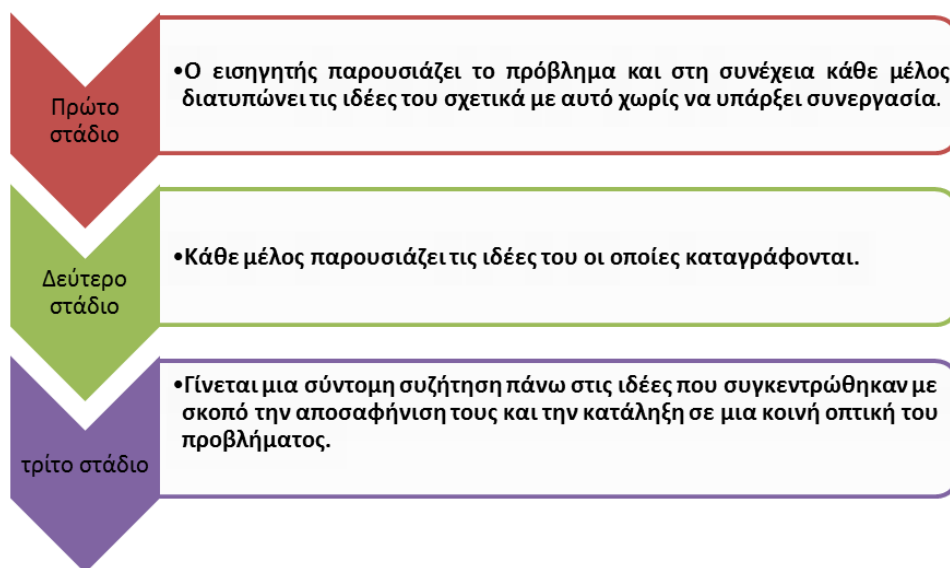 Πρώτο
στάδιο
•Ο εισηγητής παρουσιάζει το πρόβλημα και στη συνέχεια κάθε μέλος
διατυπώνει τις ιδέες του σχετικά με αυτό χωρίς να υπάρξει συνεργασία.
Δεύτερο
στάδιο
•Κάθε μέλος παρουσιάζει τις ιδέες του οι οποίες καταγράφονται.
τρίτο στάδιο
•Γίνεται μια σύντομη συζήτηση πάνω στις ιδέες που συγκεντρώθηκαν με
σκοπό την αποσαφήνιση τους και την κατάληξη σε μια κοινή οπτική του
προβλήματος.